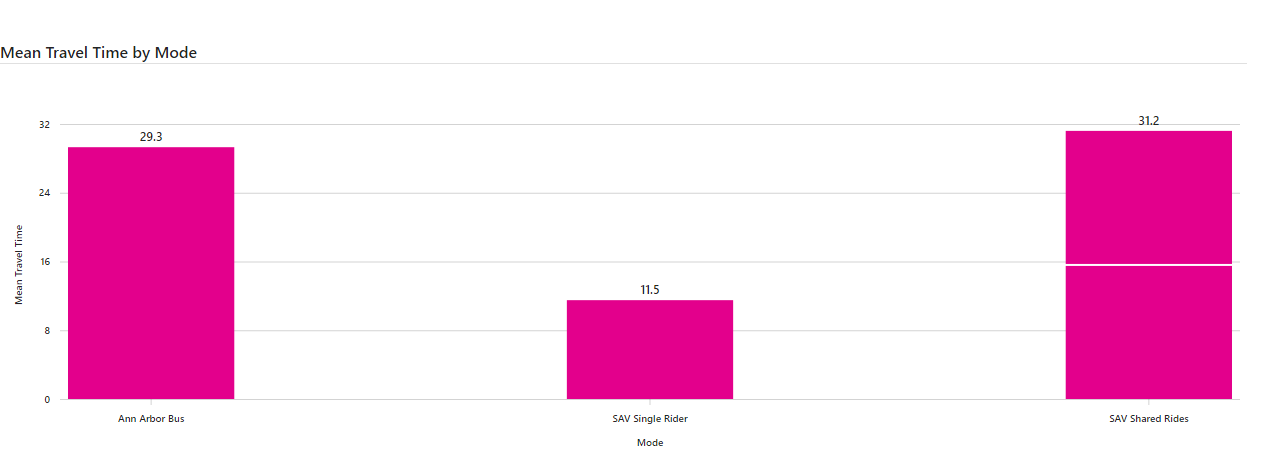 Mean Travel Time by Mode
32
24
16
8
0
Mean Travel Time
29.3
11.5
31.2
Ann Arbor Bus
SAV Single Rider
SAV Shared Rides
Mode